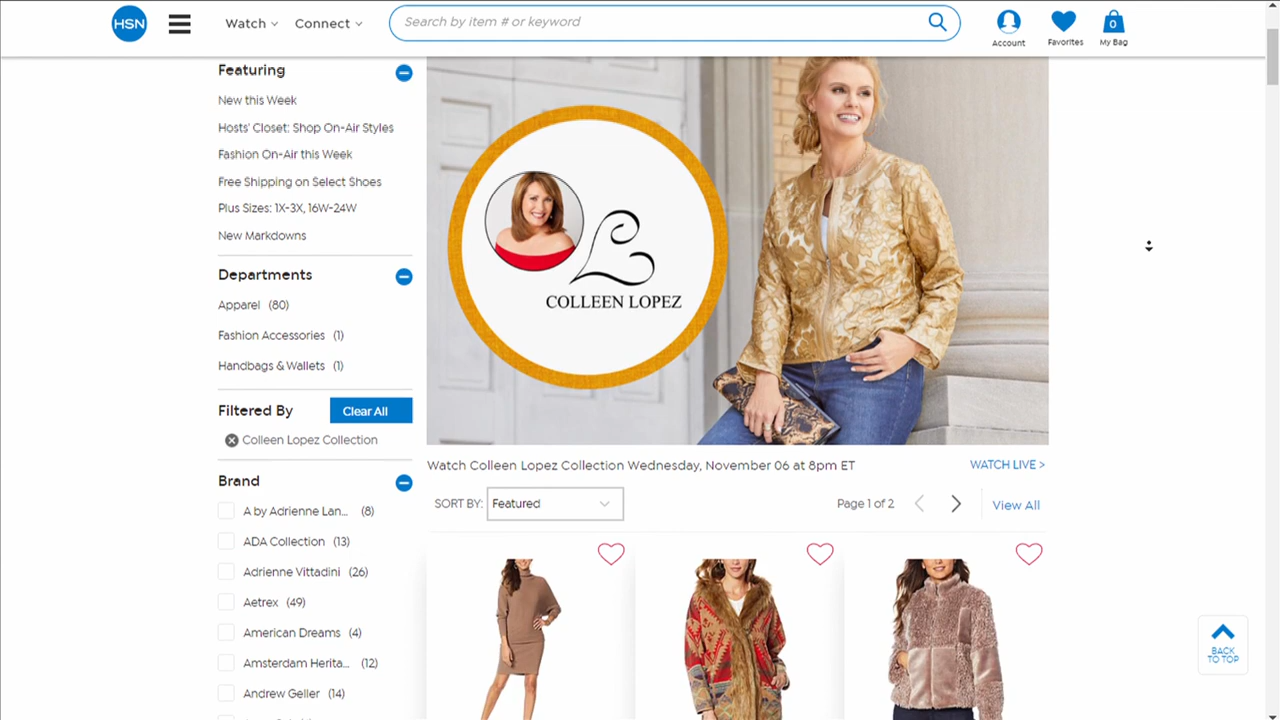 HSN
Watch
Connect
Search by item # or keyword
Account
Favorites
0
My Bag
Featuring
New this Week
Hosts' Closet: Shop On-Air Styles
Fashion On-Air this Week
Free Shipping on Select Shoes
Plus Sizes: 1X-3X, 16W-24W
New Markdowns
Departments
Apparel (80)
Fashion Accessories (1)
Handbags & Wallets (1)
Filtered By
Clear All
Colleen Lopez Collection
Brand
A by Adrienne Lan... (8)
ADA Collection (13)
Adrienne Vittadini (26)
Aetrex (49)
American Dreams (4)
Amsterdam Herita... (12)
Andrew Geller (14)
COLLEEN LOPEZ
Watch Colleen Lopez Collection Wednesday, November 06 at 8pm ET
WATCH LIVE >
SORT BY: Featured
Page 1 of 2
View All
BACK
TO TOP